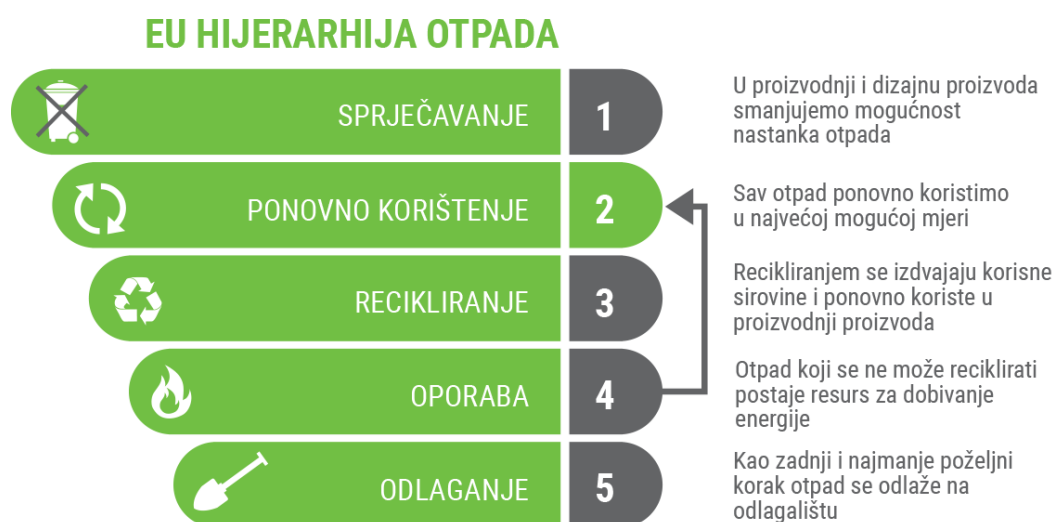 EU HIJERARHIJA OTPADA
SPRJEČAVANJE 1
U proizvodnji i dizajnu proizvoda
smanjujemo mogućnost
nastanka otpada
PONOVNO KORIŠTENJE 2
Sav otpad ponovno koristimo
u najvećoj mogućoj mjeri
RECIKLIRANJE 3
Recikliranjem se izdvajaju korisne
sirovine i ponovno koriste u
proizvodnji proizvoda
OPORABA 4
Otpad koji se ne može reciklirati
postaje resurs za dobivanje
energije
ODLAGANJE 5
Kao zadnji i najmanje poželjni
korak otpad se odlaže na
odlagalištu